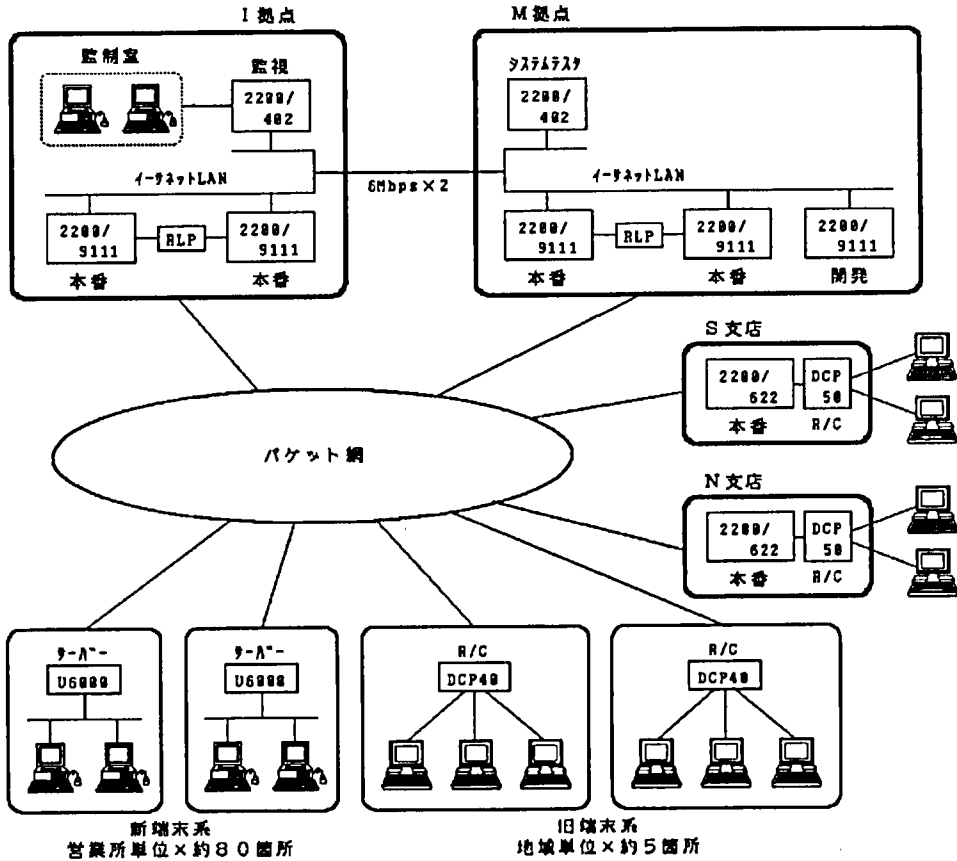 I 拠点
M 拠点
監制室
監視
2200/
402
システムテスタ
2200/
402
イーサネットLAN
6Mbps×2
イーサネットLAN
2200/
9111
RLP
2200/
9111
本番
本番
2200/
9111
RLP
2200/
9111
2200/
9111
本番
本番
開発
S 支店
2200/
622
DCP
50
本番
R/C
パケット網
N 支店
2200/
622
DCP
50
本番
R/C
サーバー
U6000
サーバー
U6000
R/C
DCP40
R/C
DCP40
新端末系
営業所単位×約80箇所
旧端末系
地域単位×約5箇所